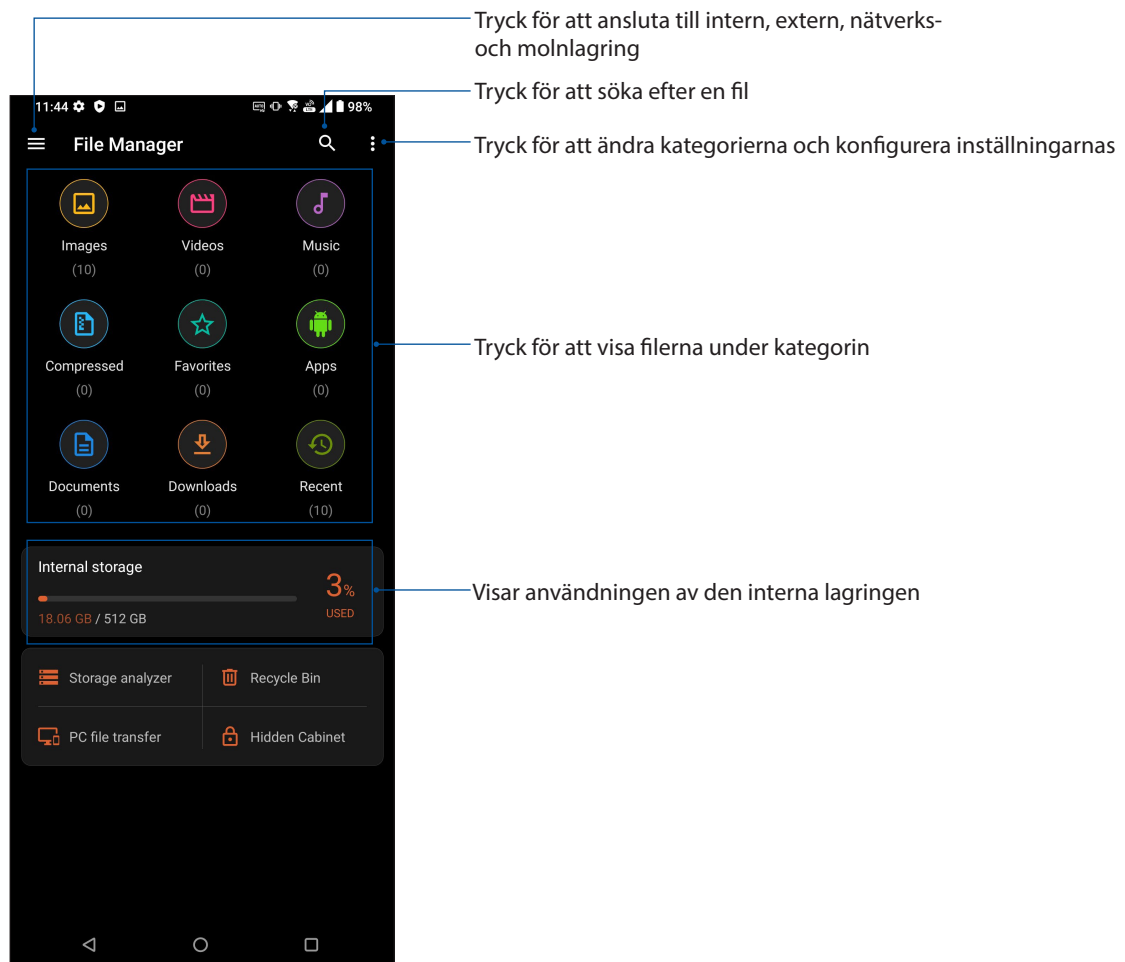 Tryck för att ansluta till intern, extern, nätverks-
och molnlagring
Tryck för att söka efter en fil
11:44 98%
File Manager
Tryck för att ändra kategorierna och konfigurera inställningarnas
Images Videos Music
(10) (0) (0)
Tryck för att visa filerna under kategorin
Compressed Favorites Apps
(0) (0) (0)
Documents Downloads Recent
(0) (0) (10)
Internal storage
3%
USED
18.06 GB / 512 GB
Visar användningen av den interna lagringen
Storage analyzer Recycle Bin
PC file transfer Hidden Cabinet